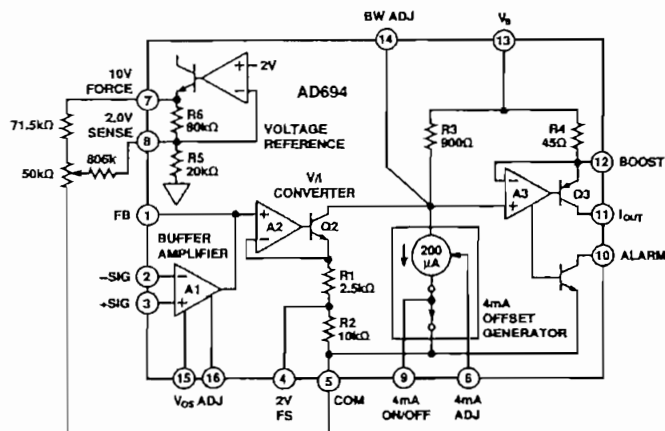 BW ADJ
VS
14
13
10V
FORCE
7
2V
AD694
2.0V
SENSE
8
R6
80kΩ
VOLTAGE
REFERENCE
R5
20kΩ
71.5kΩ
806k
50kΩ
R3
900Ω
R4
45Ω
12
BOOST
A3
Q3
11
IOUT
10
ALARM
V/I
CONVERTER
FB
1
A2
Q2
BUFFER
AMPLIFIER
–SIG
2
+SIG
3
A1
R1
2.5kΩ
R2
10kΩ
200
µA
4mA
OFFSET
GENERATOR
15
16
4
5
9
6
VOS ADJ
2V
FS
COM
4mA
ON/OFF
4mA
ADJ